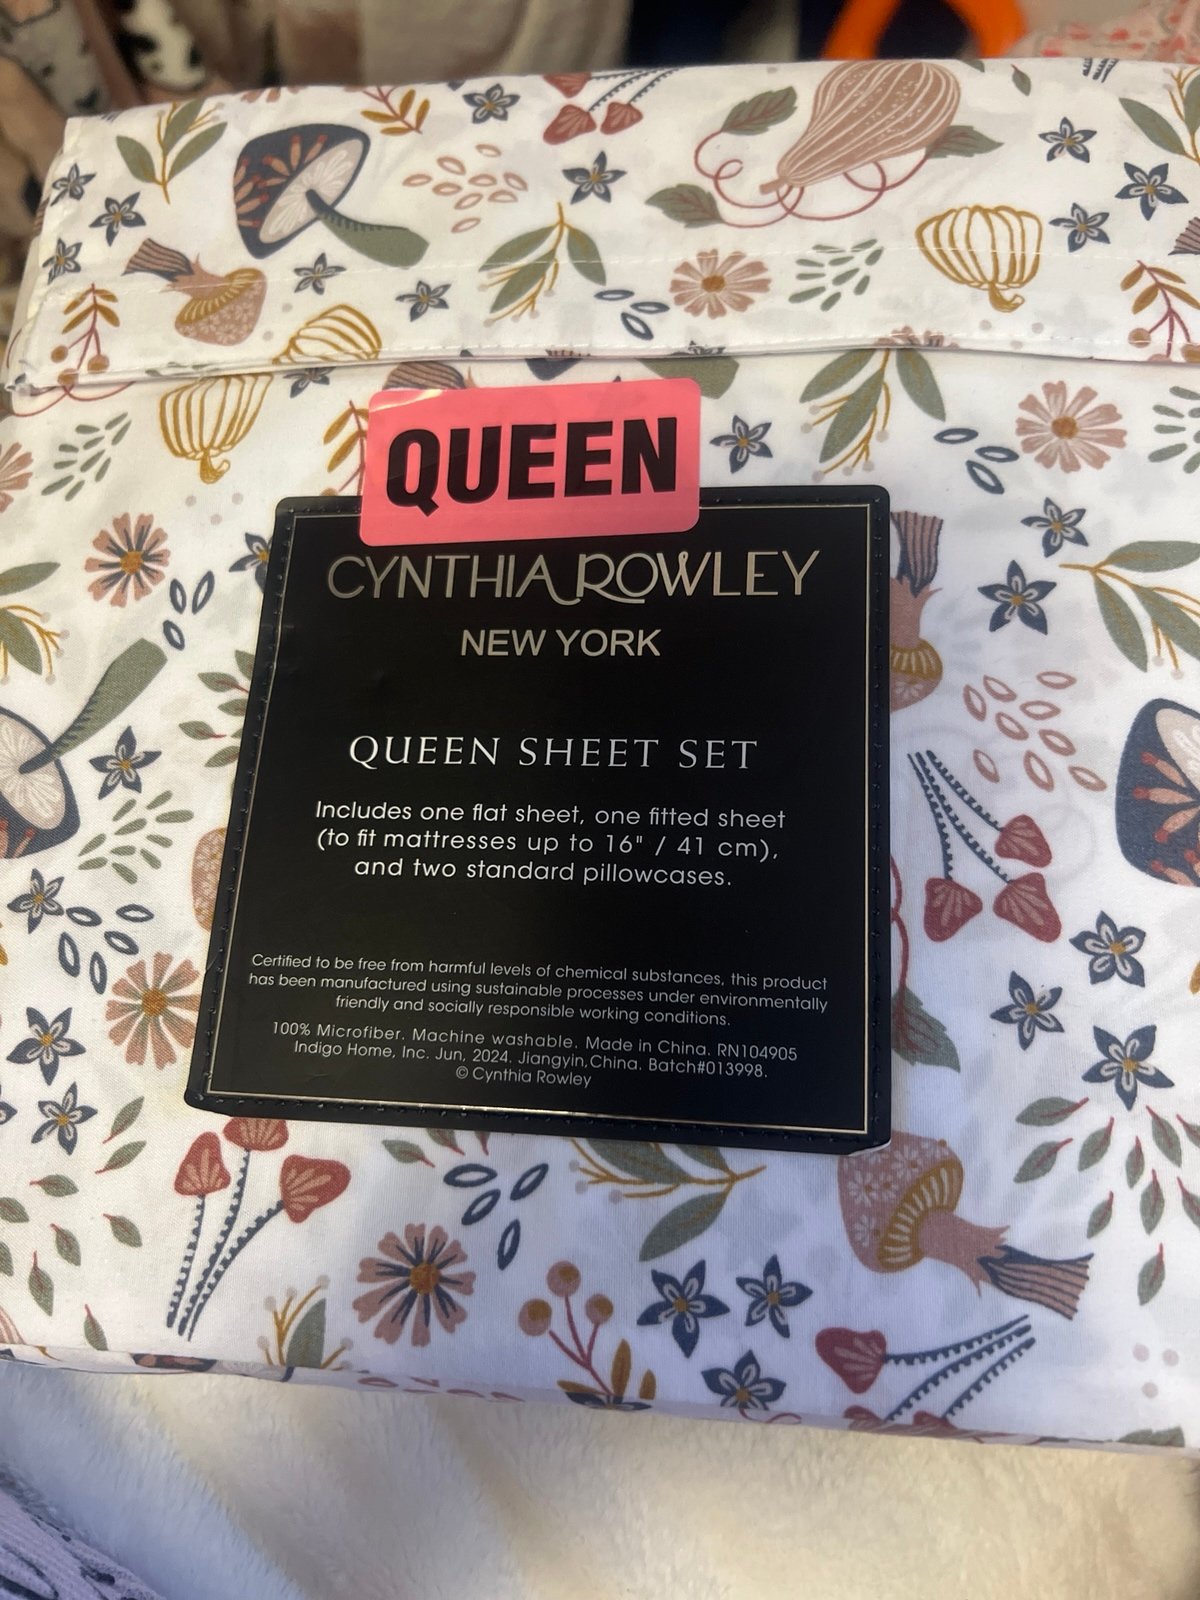 QUEEN
CYNTHIA ROWLEY
NEW YORK
QUEEN SHEET SET
Includes one flat sheet, one fitted sheet
(to fit mattresses up to 16" / 41 cm),
and two standard pillowcases.
Certified to be free from harmful levels of chemical substances, this product
has been manufactured using sustainable processes under environmentally
friendly and socially responsible working conditions.
100% Microfiber. Machine washable. Made in China. RN104905
Indigo Home, Inc. Jun, 2024. Jiangyin,China. Batch#013998.
© Cynthia Rowley